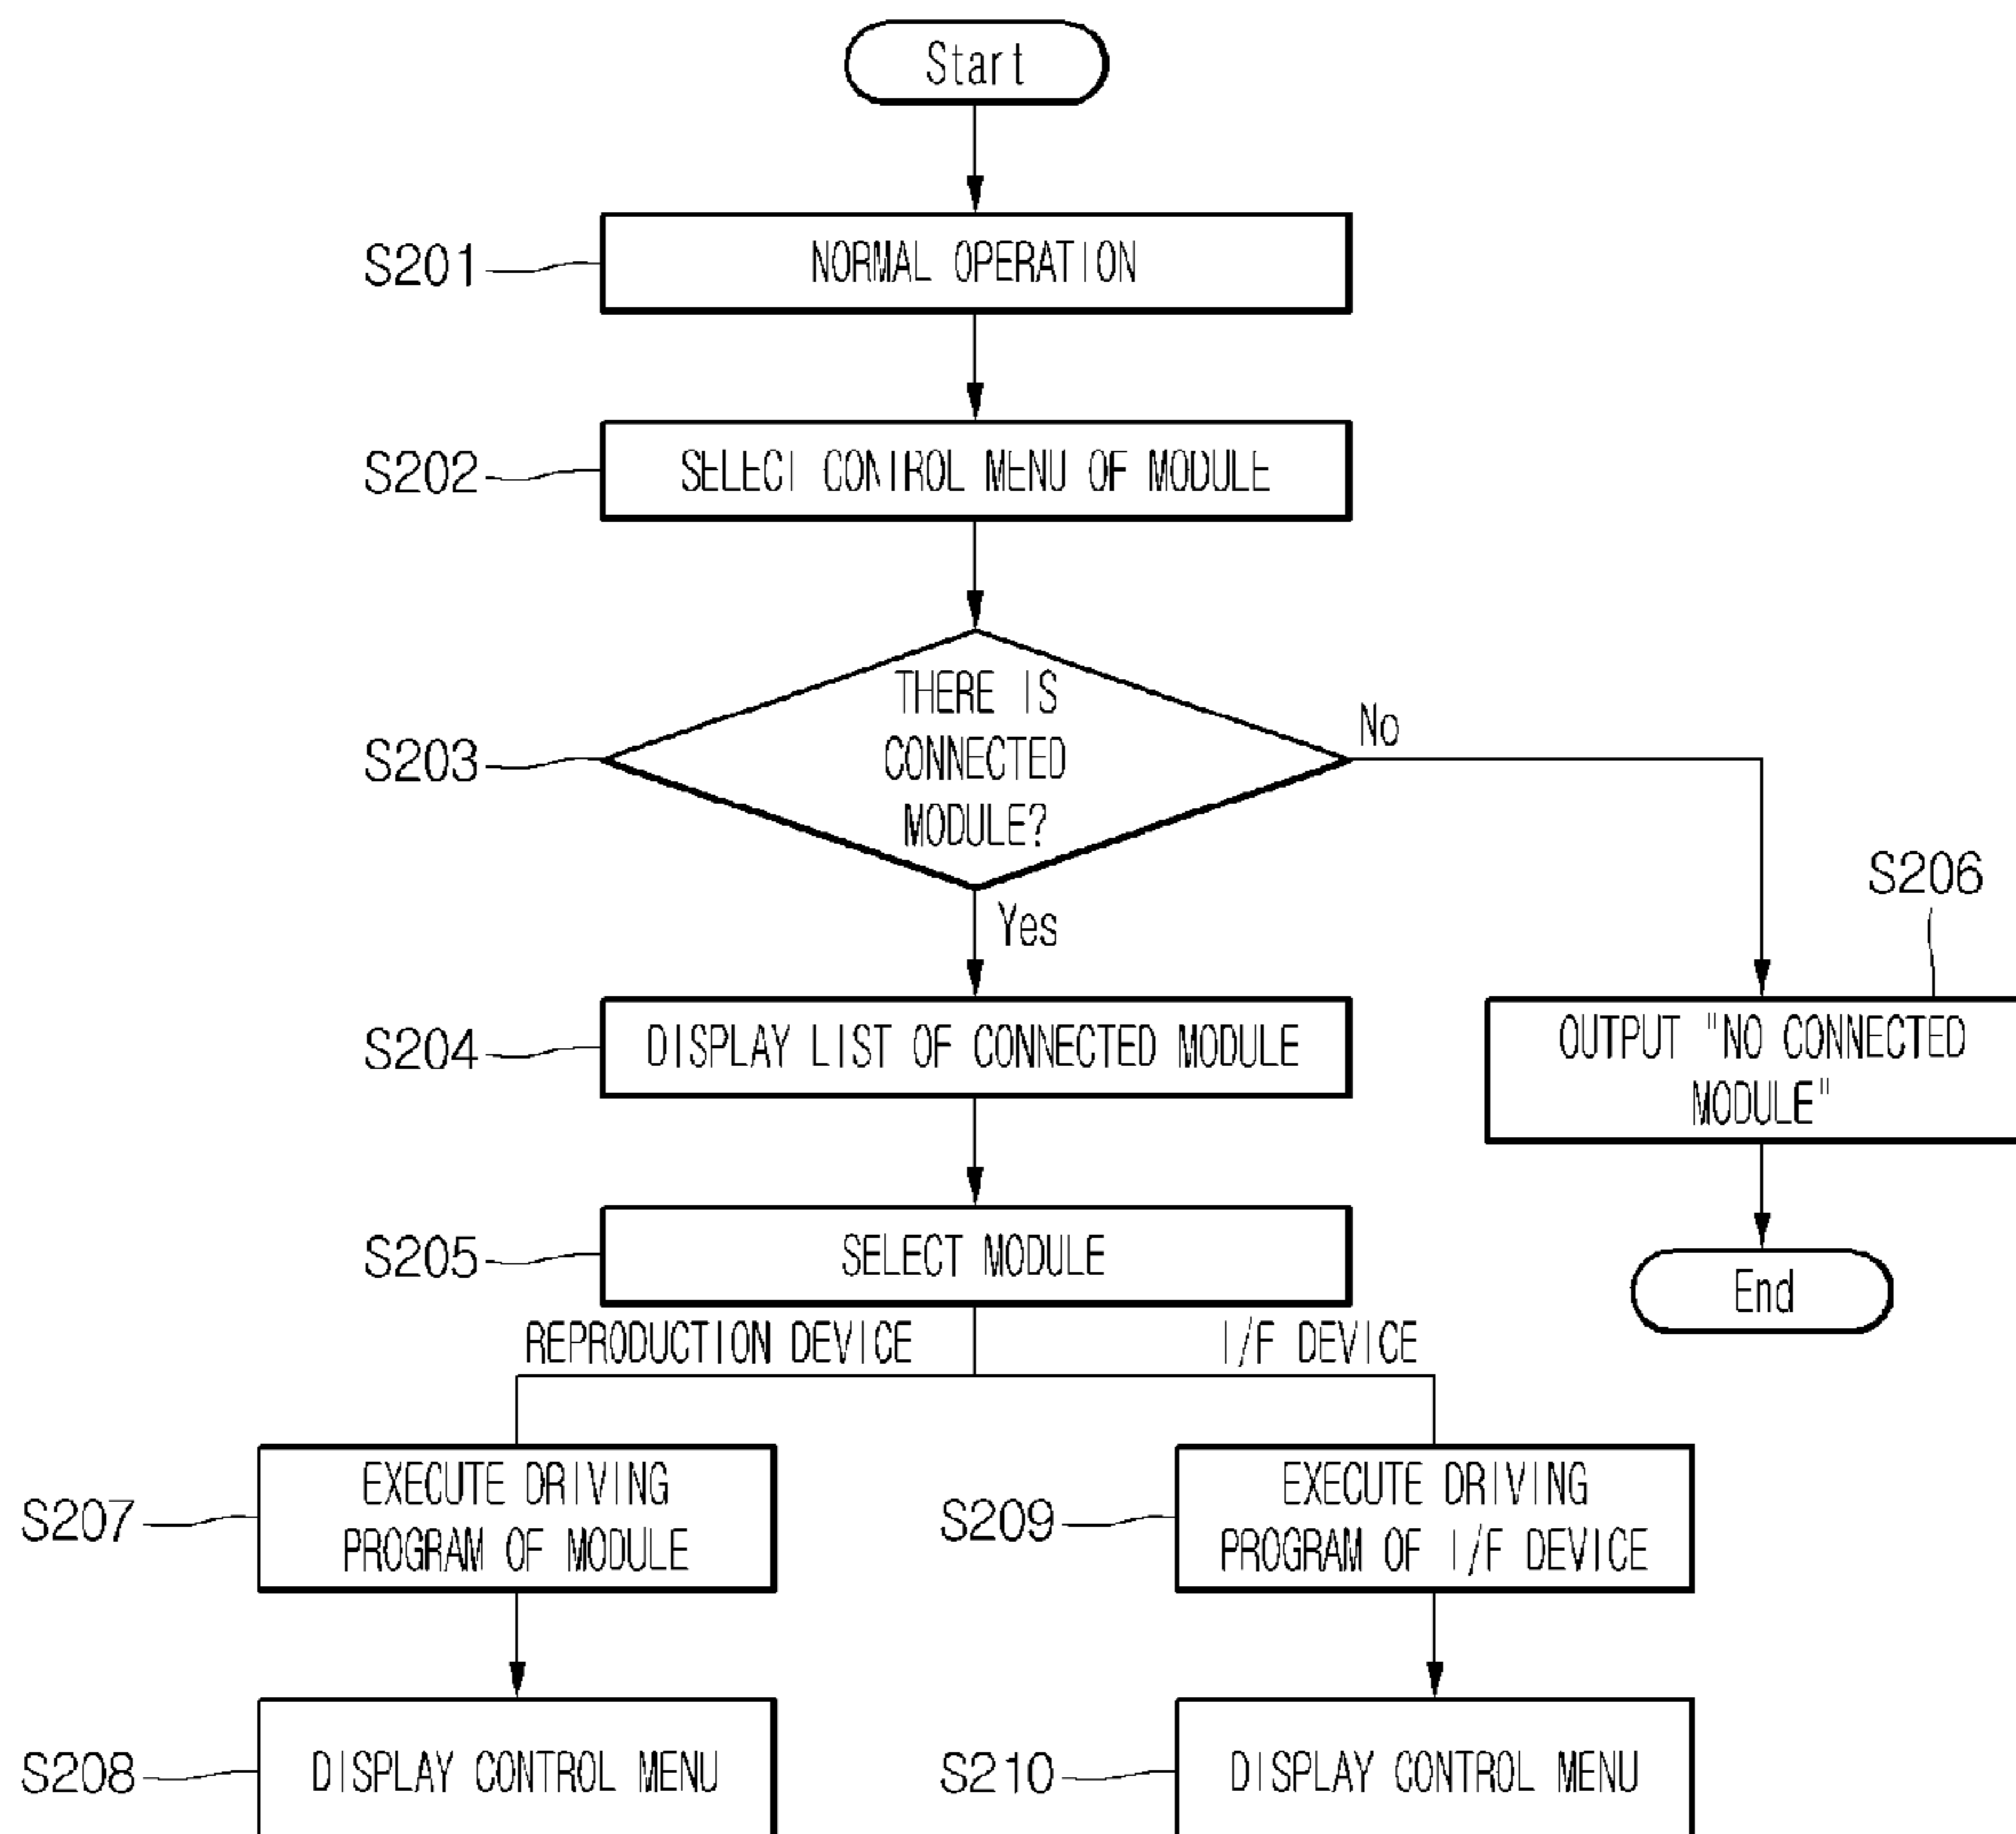 Start
S201
NORMAL OPERATION
S202
SELECT CONTROL MENU OF MODULE
S203
THERE IS
CONNECTED
MODULE?
No
Yes
S206
S204
DISPLAY LIST OF CONNECTED MODULE
OUTPUT "NO CONNECTED
MODULE"
S205
SELECT MODULE
End
REPRODUCTION DEVICE
I/F DEVICE
S207
EXECUTE DRIVING
PROGRAM OF MODULE
S209
EXECUTE DRIVING
PROGRAM OF I/F DEVICE
S208
DISPLAY CONTROL MENU
S210
DISPLAY CONTROL MENU